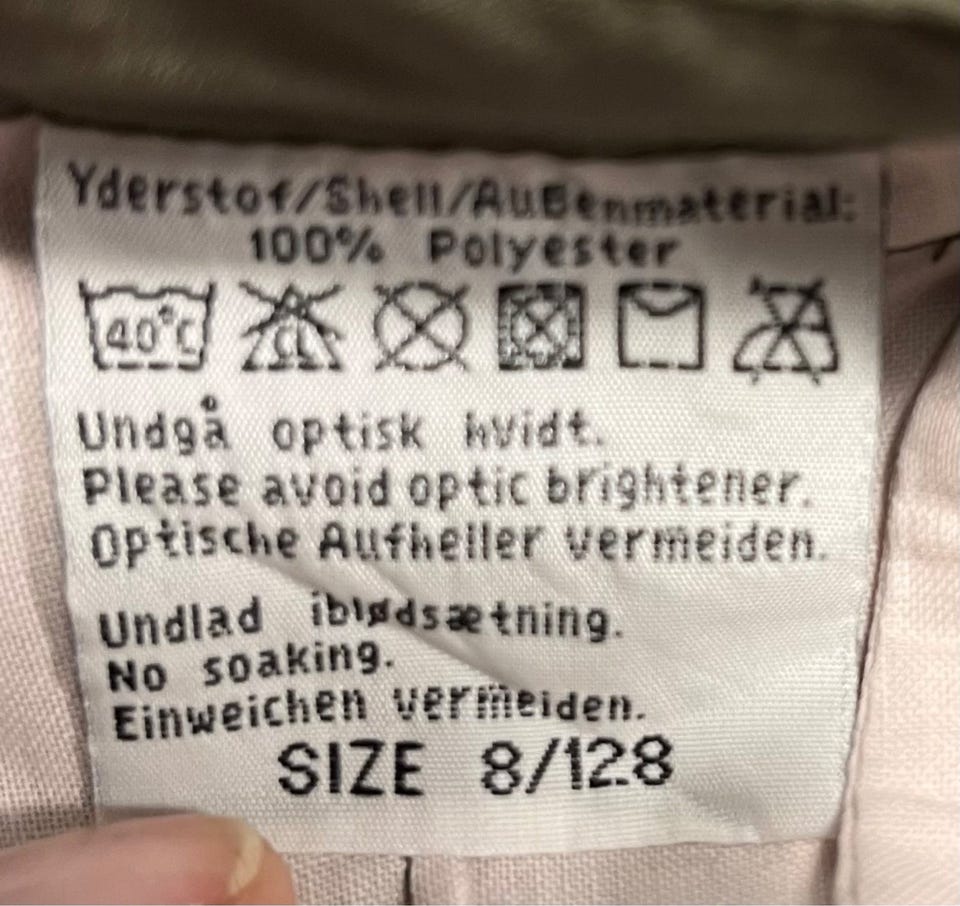 Yderstof/Shell/Außenmaterial:
100% Polyester
40°C CL
Undgå optisk hvidt.
Please avoid optic brightener.
Optische Aufheller vermeiden.
Undlad iblødsætning.
No soaking.
Einweichen vermeiden.
SIZE 8/128